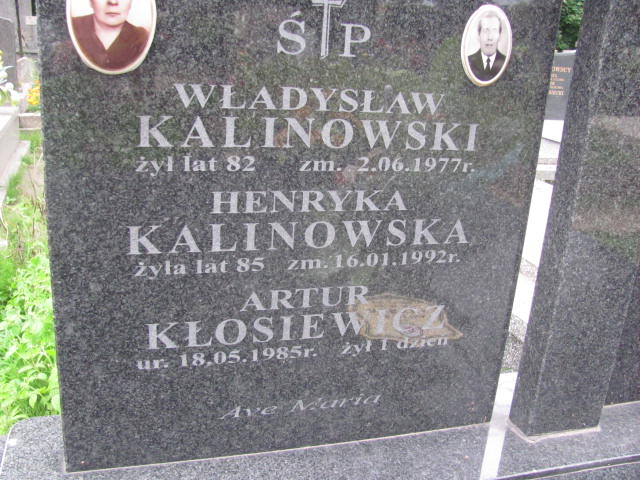 Ś P
WŁADYSŁAW
KALINOWSKI
żył lat 82 zm. 2.06.1977r.
HENRYKA
KALINOWSKA
żyła lat 85 zm. 16.01.1992r.
ARTUR
KŁOSIEWICZ
ur. 18.05.1985r. żył 1 dzień
Ave Maria